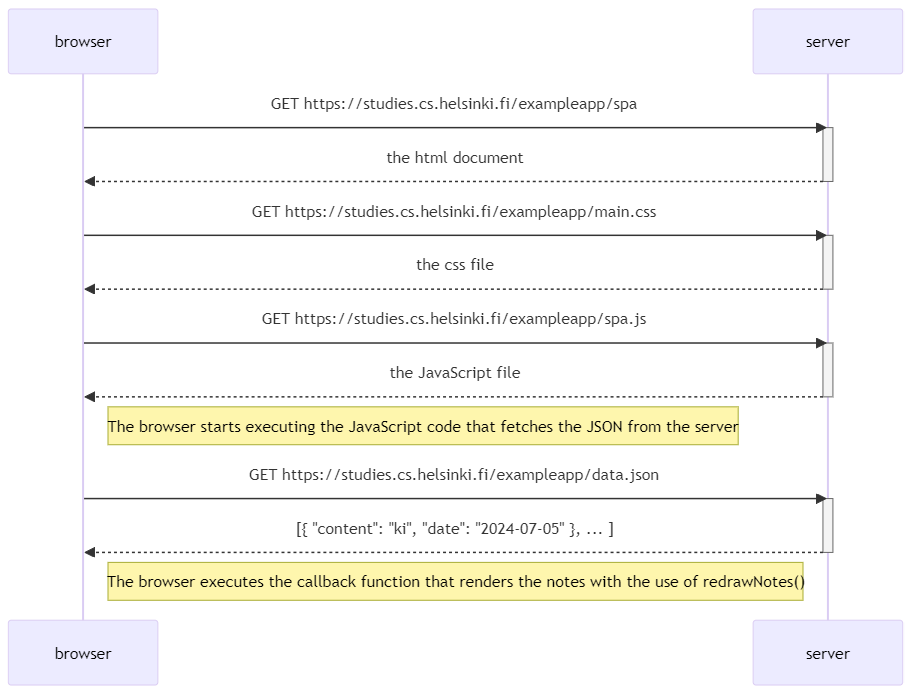 browser
server
GET https://studies.cs.helsinki.fi/exampleapp/spa
the html document
GET https://studies.cs.helsinki.fi/exampleapp/main.css
the css file
GET https://studies.cs.helsinki.fi/exampleapp/spa.js
the JavaScript file
The browser starts executing the JavaScript code that fetches the JSON from the server
GET https://studies.cs.helsinki.fi/exampleapp/data.json
[{ "content": "ki", "date": "2024-07-05" }, ... ]
The browser executes the callback function that renders the notes with the use of redrawNotes()
browser
server